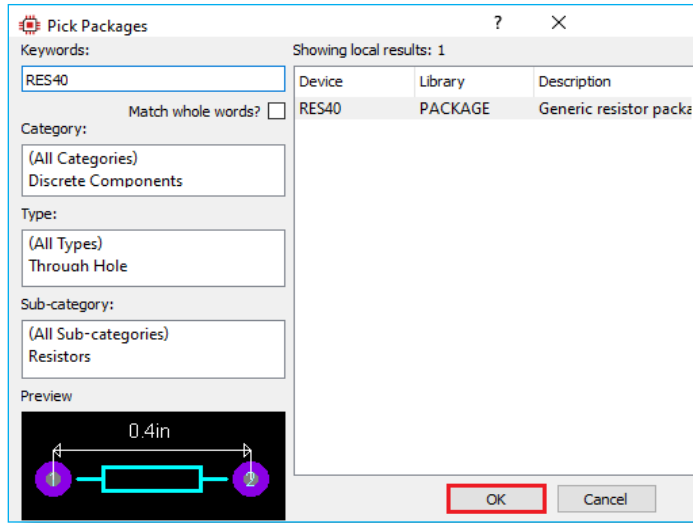 Pick Packages
?
Keywords:
RES40
Match whole words?
Category:
(All Categories)
Discrete Components
Type:
(All Types)
Through Hole
Sub-category:
(All Sub-categories)
Resistors
Preview
0.4in
1
2
Showing local results: 1
Device Library Description
RES40 PACKAGE Generic resistor packa
OK
Cancel